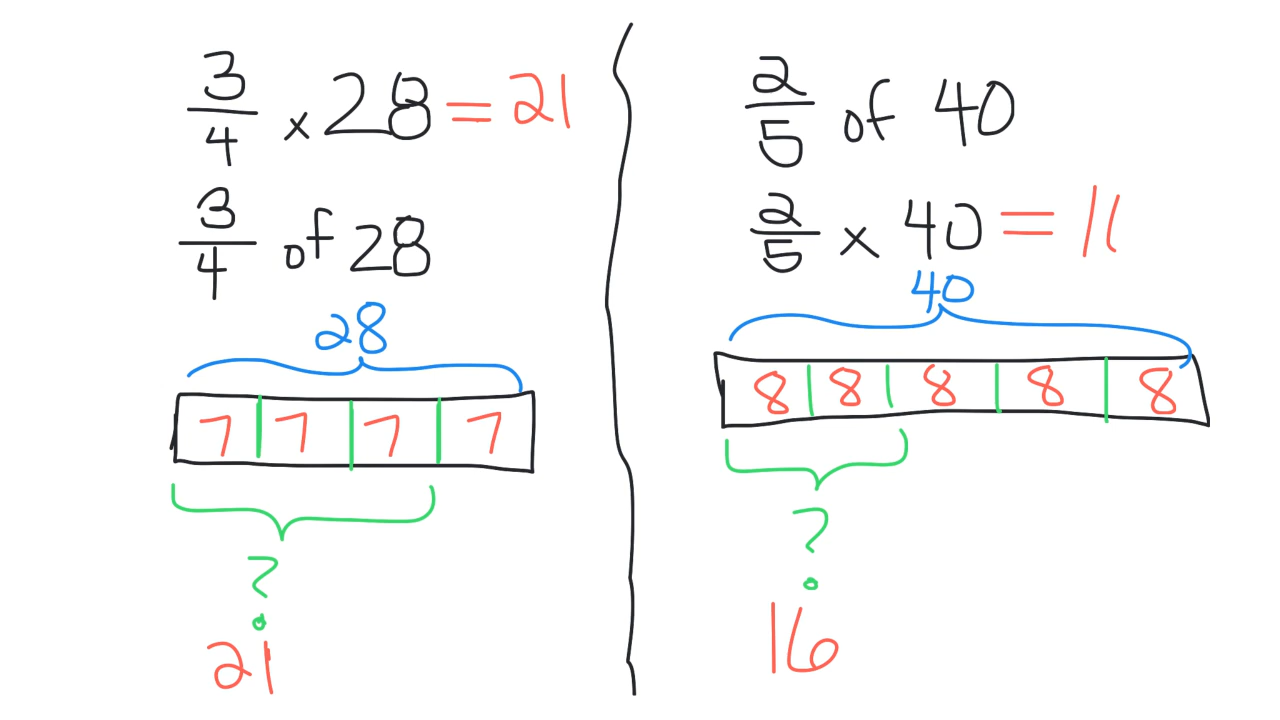 3/4 x 28 = 21
3/4 of 28
28
7 7 7 7
?
21
2/5 of 40
2/5 x 40 = 1(
40
8 8 8 8 8
?
16